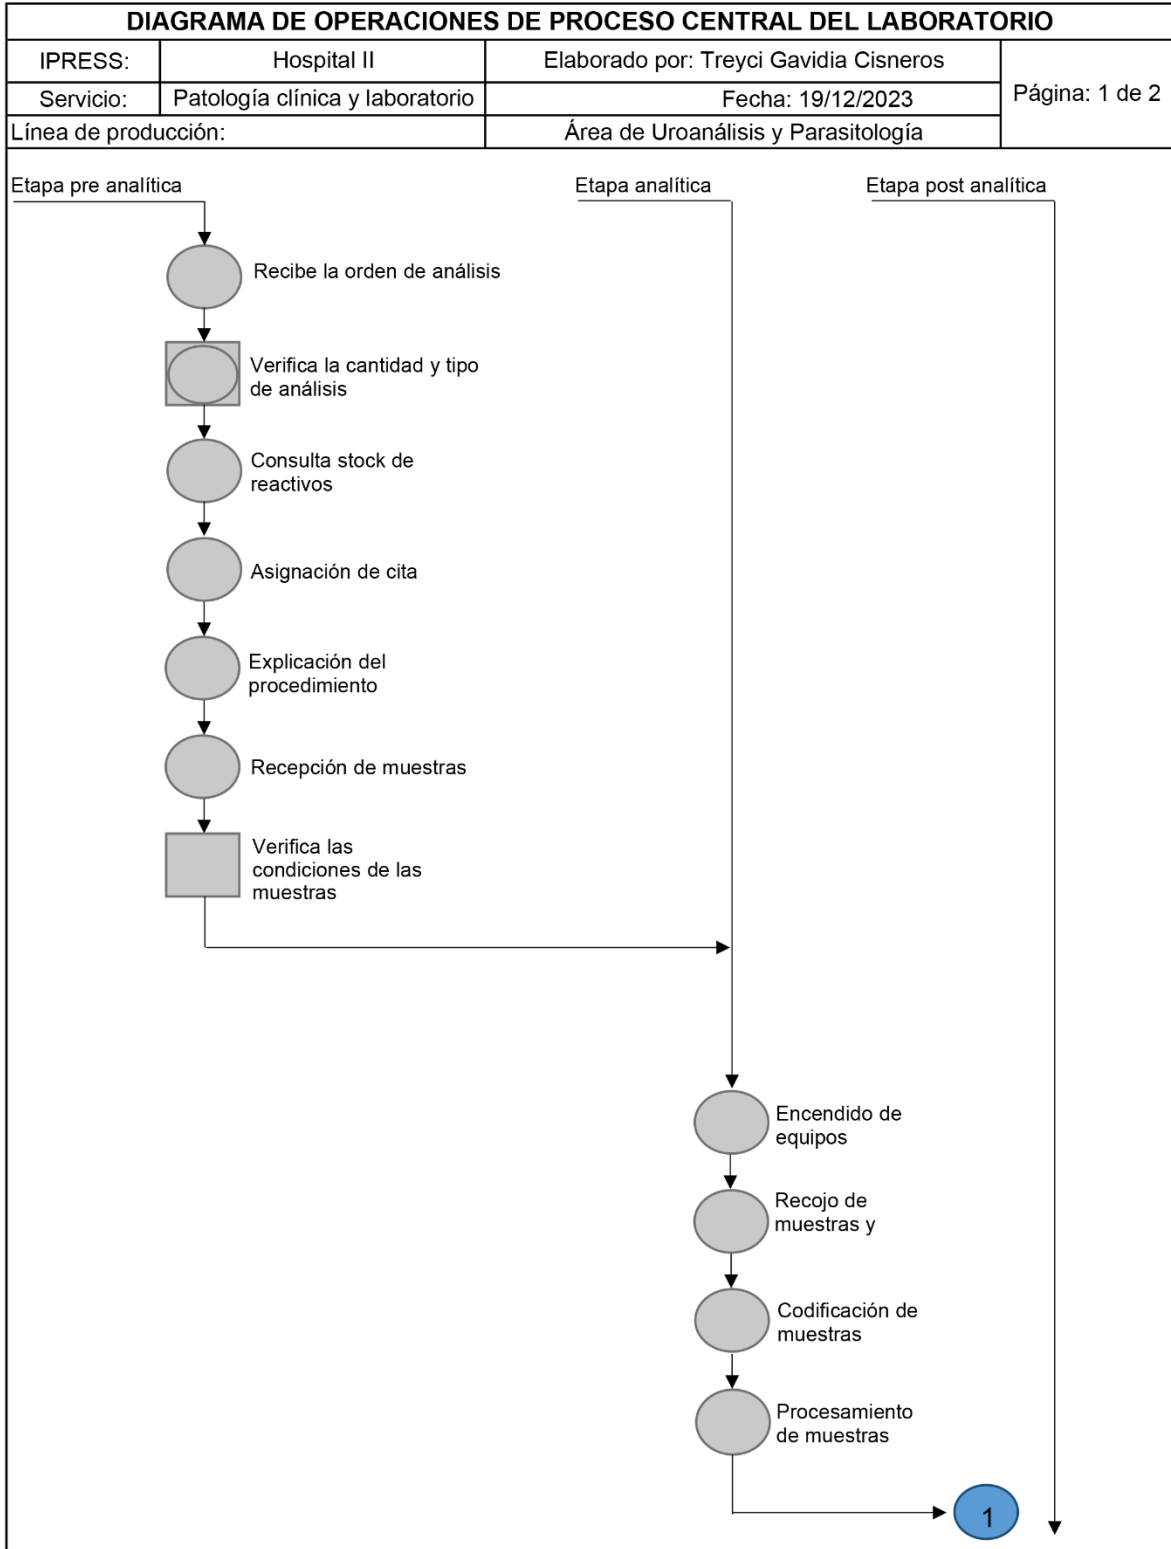 DIAGRAMA DE OPERACIONES DE PROCESO CENTRAL DEL LABORATORIO
IPRESS:
Hospital II
Elaborado por: Treyci Gavidia Cisneros
Página: 1 de 2
Servicio:
Patología clínica y laboratorio
Fecha: 19/12/2023
Línea de producción:
Área de Uroanálisis y Parasitología
Etapa pre analítica
Etapa analítica
Etapa post analítica
Recibe la orden de análisis
Verifica la cantidad y tipo
de análisis
Consulta stock de
reactivos
Asignación de cita
Explicación del
procedimiento
Recepción de muestras
Verifica las
condiciones de las
muestras
Encendido de
equipos
Recojo de
muestras y
Codificación de
muestras
Procesamiento
de muestras
1